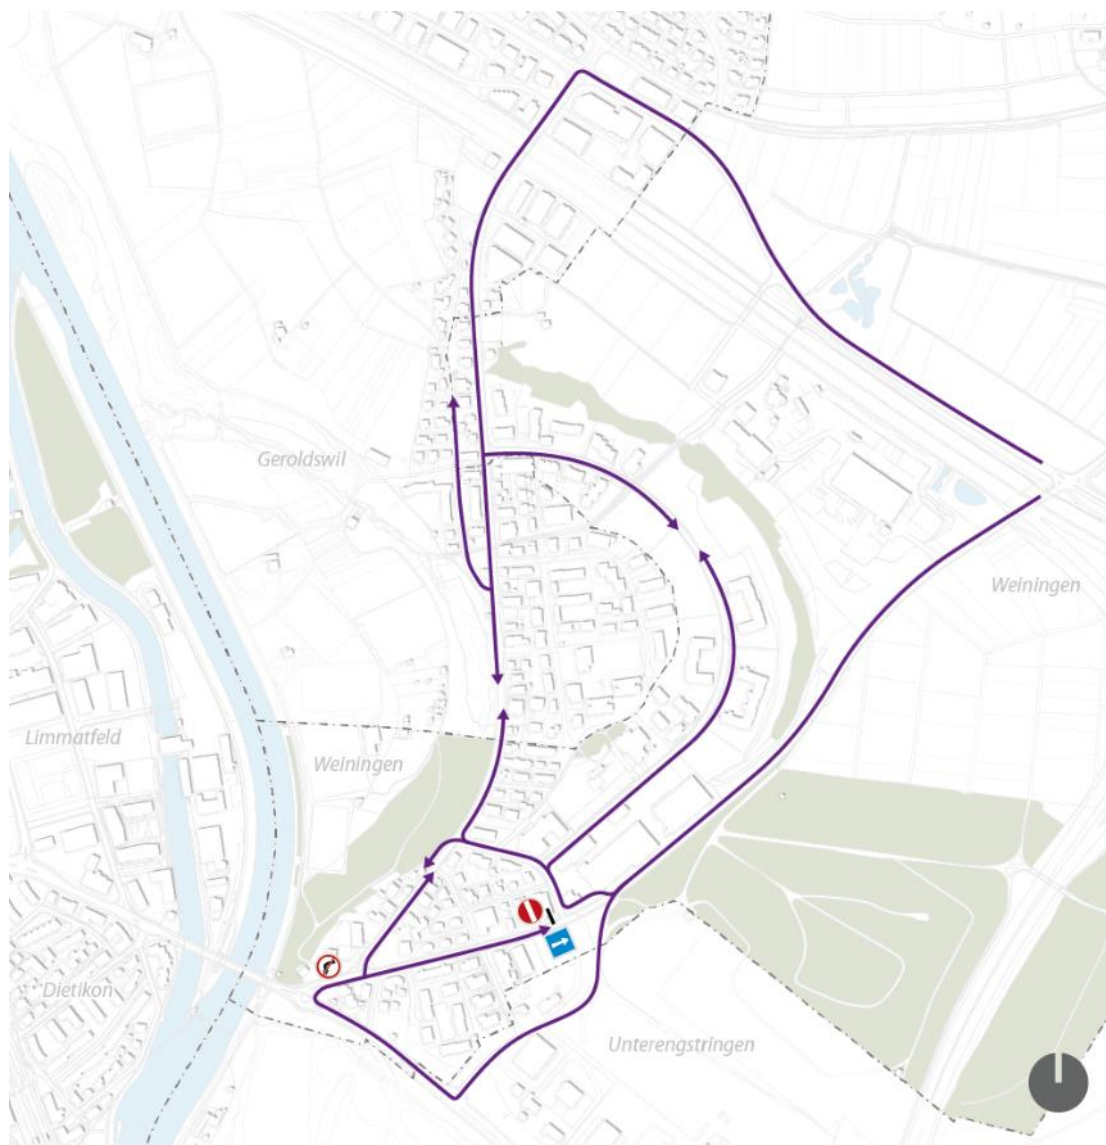 Geroldswil
Weiningen
Limmatfeld
Weiningen
Dietikon
Unterengstringen